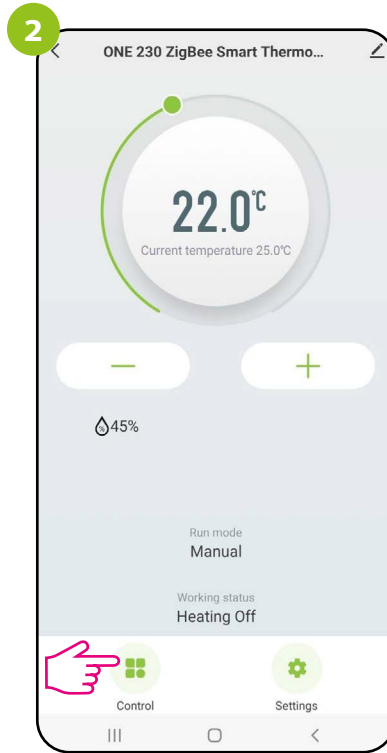 2
ONE 230 ZigBee Smart Thermo...
22.0°C
Current temperature 25.0°C
45%
Run mode
Manual
Working status
Heating Off
Control
Settings